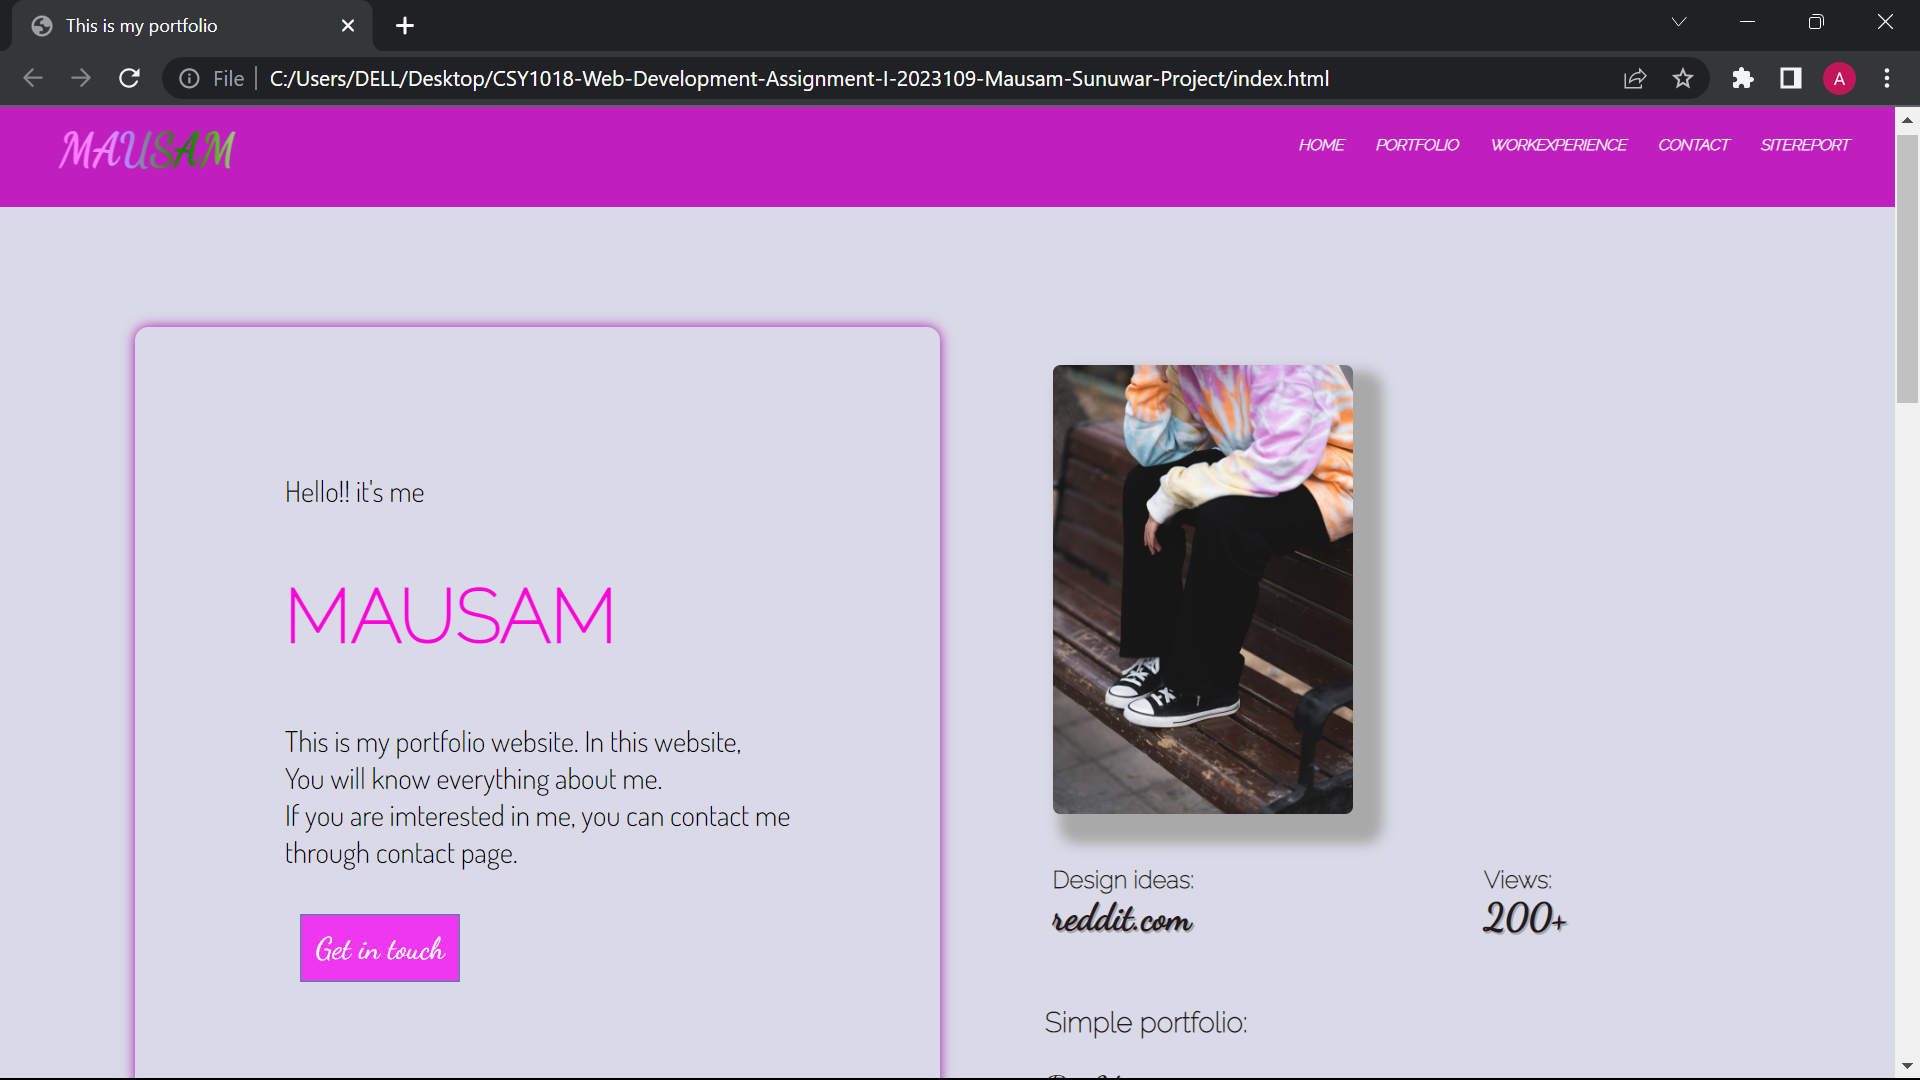 This is my portfolio
File
C:/Users/DELL/Desktop/CSY1018-Web-Development-Assignment-I-2023109-Mausam-Sunuwar-Project/index.html
A
MAUSAM
HOME PORTFOLIO WORKEXPERIENCE CONTACT SITEREPORT
Hello!! it's me
MAUSAM
This is my portfolio website. In this website,
You will know everything about me.
If you are imterested in me, you can contact me
through contact page.
Get in touch
Design ideas:
reddit.com
Views:
200+
Simple portfolio: